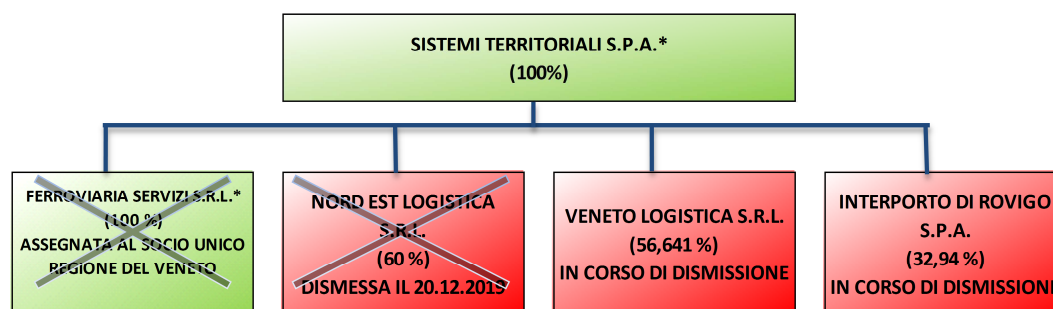 SISTEMI TERRITORIALI S.P.A.*
(100%)
FERROVIARIA SERVIZI S.R.L.*
(100 %)
ASSEGNATA AL SOCIO UNICO
REGIONE DEL VENETO
NORD EST LOGISTICA
S.R.L.
(60 %)
DISMESSA IL 20.12.2019
VENETO LOGISTICA S.R.L.
(56,641 %)
IN CORSO DI DISMISSIONE
INTERPORTO DI ROVIGO
S.P.A.
(32,94 %)
IN CORSO DI DISMISSIONE